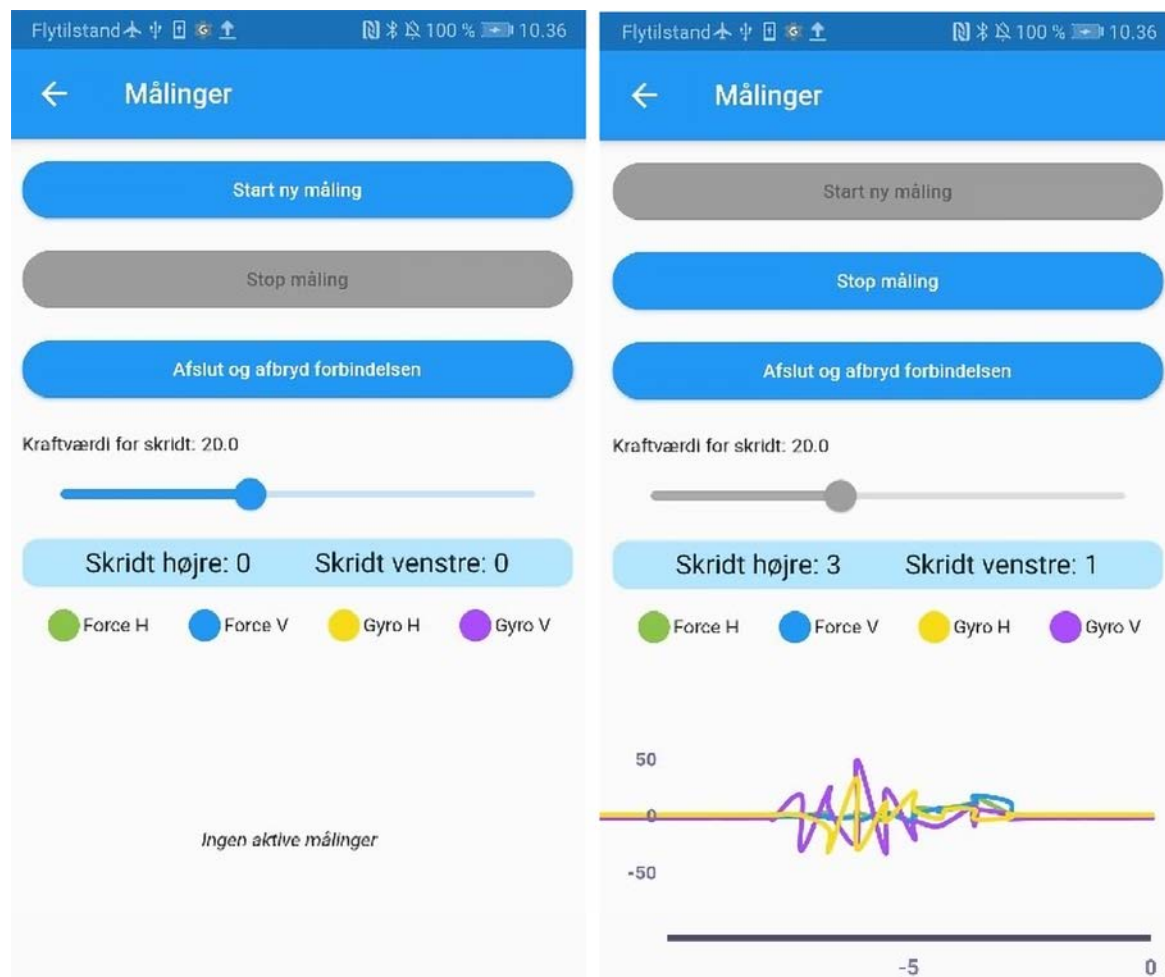 Flytilstand 100 % 10.36
Målinger
Start ny måling
Stop måling
Afslut og afbryd forbindelsen
Kraftværdi for skridt: 20.0
Skridt højre: 0 Skridt venstre: 0
Force H Force V Gyro H Gyro V
Ingen aktive målinger
Flytilstand 100 % 10.36
Målinger
Start ny måling
Stop måling
Afslut og afbryd forbindelsen
Kraftværdi for skridt: 20.0
Skridt højre: 3 Skridt venstre: 1
Force H Force V Gyro H Gyro V
50
0
-50
-5 0